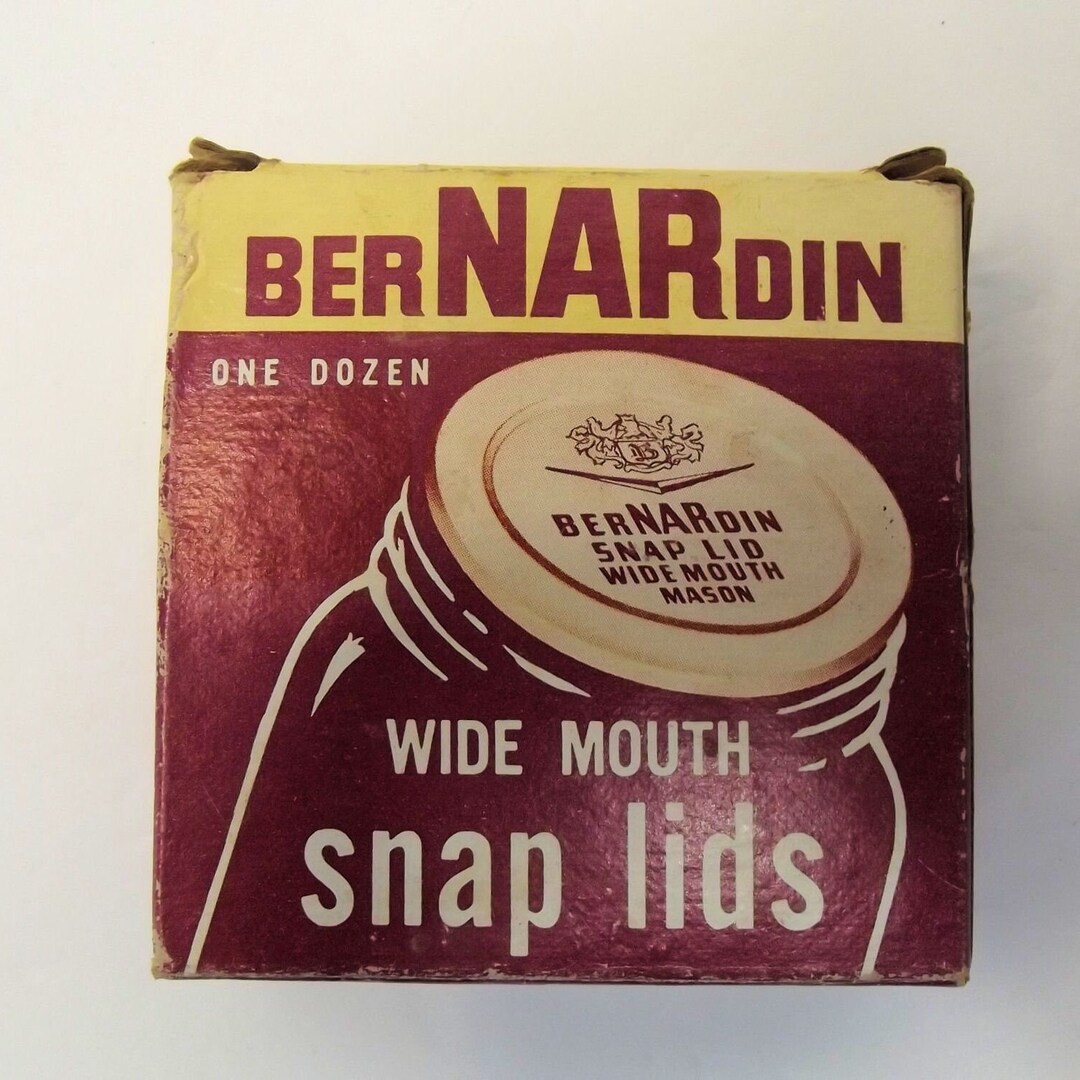 BERNARDIN
ONE DOZEN
B
BERNARDIN
SNAP LID
WIDE MOUTH
MASON
WIDE MOUTH
snap lids